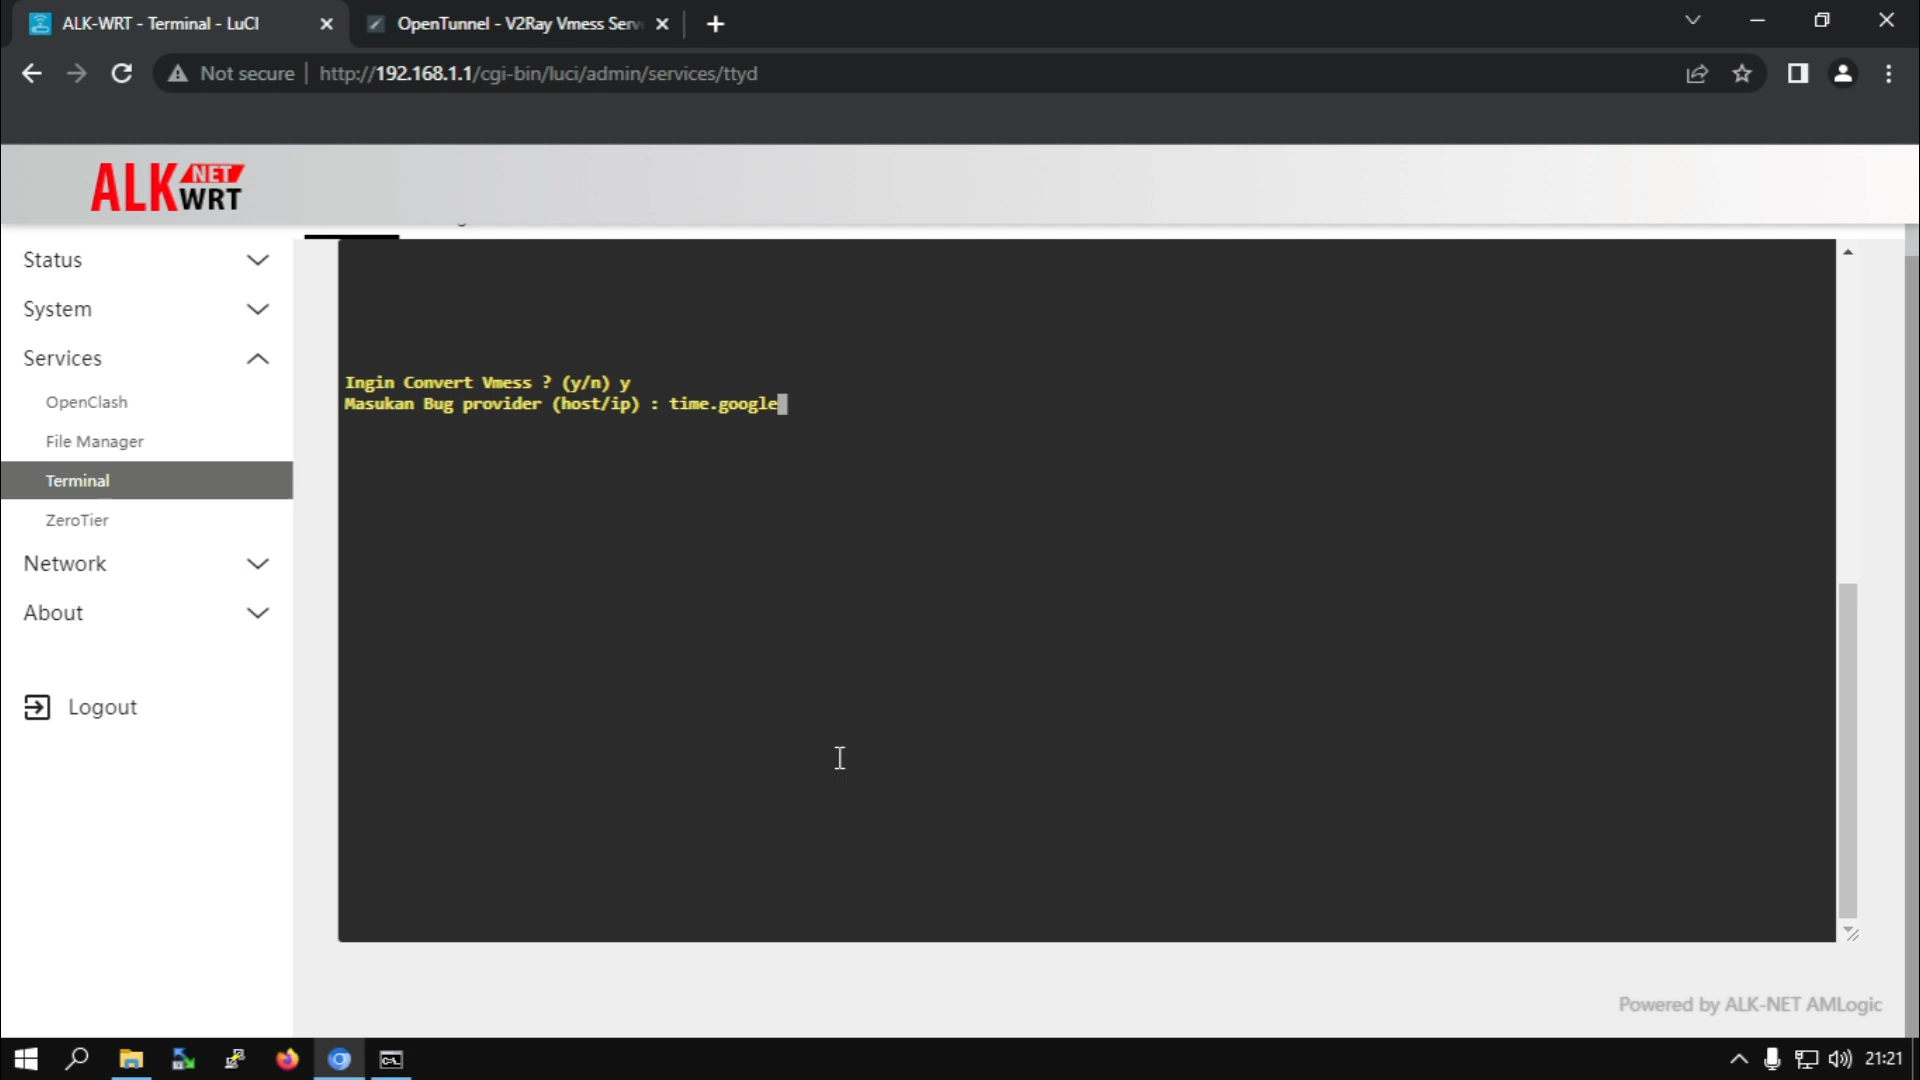 ALK-WRT - Terminal - LuCI
OpenTunnel - V2Ray Vmess Serv
Not secure
http://192.168.1.1/cgi-bin/luci/admin/services/ttyd
ALK NET WRT
Status
System
Services
OpenClash
File Manager
Terminal
ZeroTier
Network
About
Logout
Ingin Convert Vmess ? (y/n) y
Masukan Bug provider (host/ip) : time.google
Powered by ALK-NET AMLogic
21:21